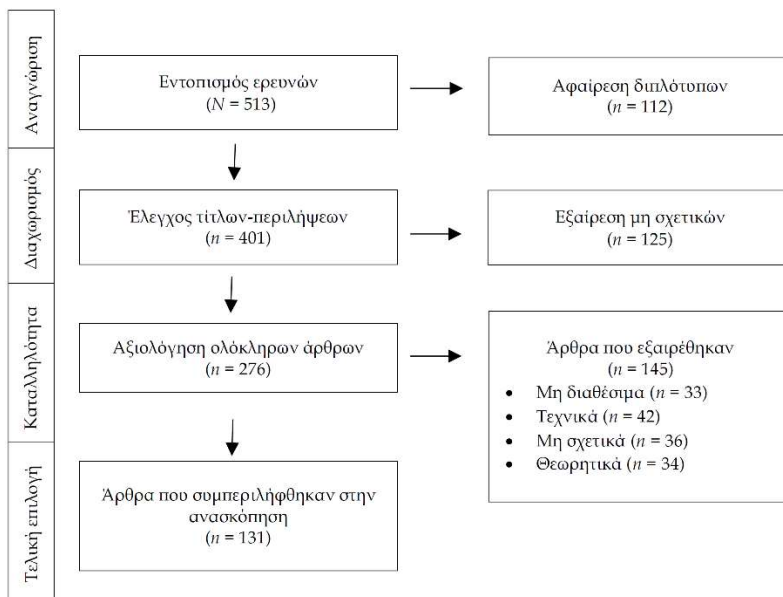 Αναγνώριση
Εντοπισμός ερευνών
(N = 513)
Αφαίρεση διπλότυπων
(n = 112)
Διαχωρισμός
Έλεγχος τίτλων-περιλήψεων
(n = 401)
Εξαίρεση μη σχετικών
(n = 125)
Καταλληλότητα
Αξιολόγηση ολόκληρων άρθρων
(n = 276)
Άρθρα που εξαιρέθηκαν
(n = 145)
• Μη διαθέσιμα (n = 33)
• Τεχνικά (n = 42)
• Μη σχετικά (n = 36)
• Θεωρητικά (n = 34)
Τελική επιλογή
Άρθρα που συμπεριλήφθηκαν στην
ανασκόπηση
(n = 131)